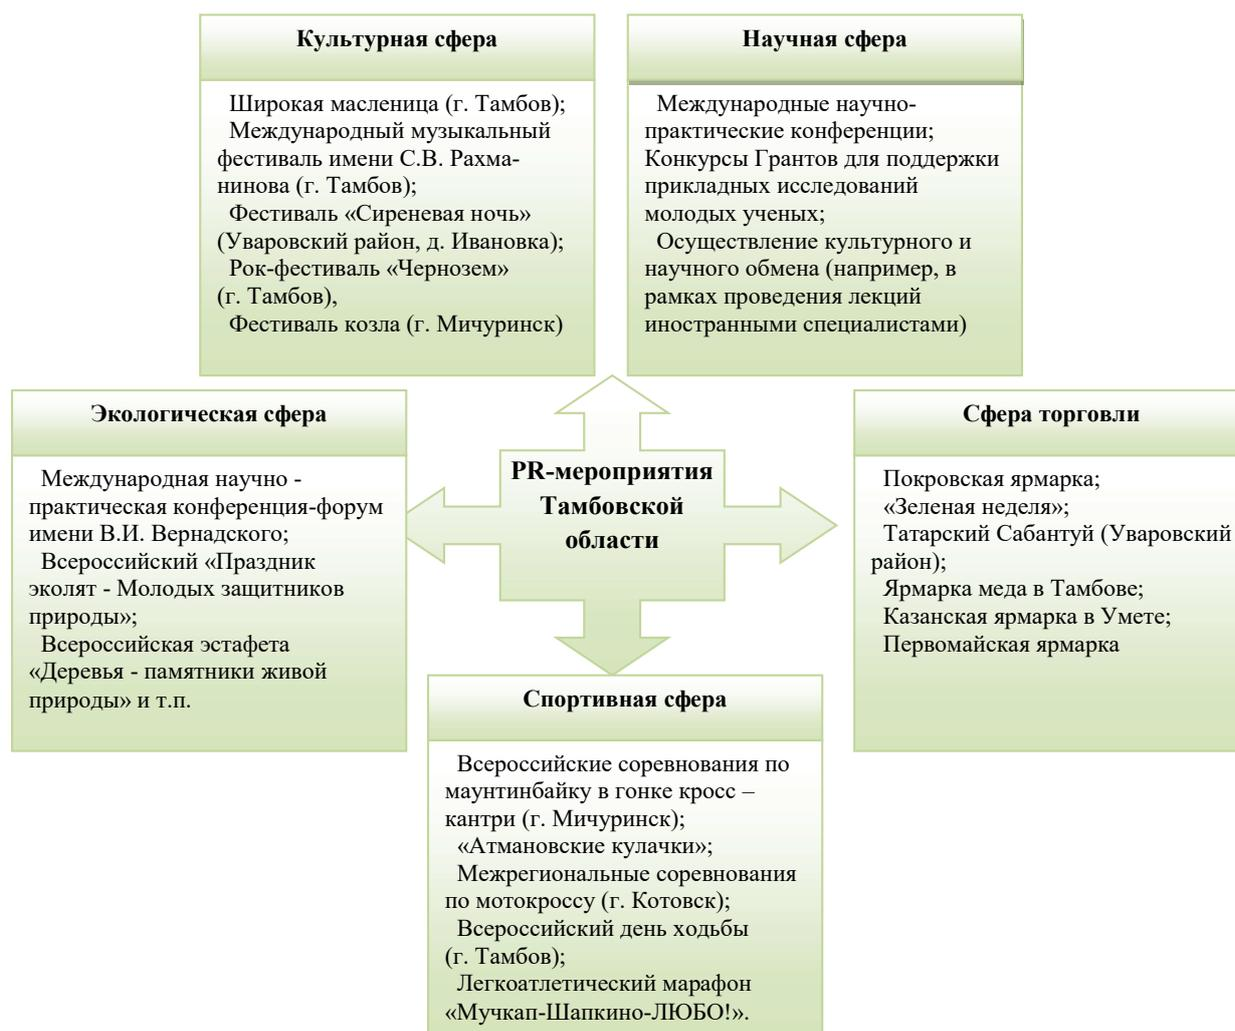 Культурная сфера
Широкая масленица (г. Тамбов);
Международный музыкальный
фестиваль имени С.В. Рахма-
нинова (г. Тамбов);
Фестиваль «Сиреневая ночь»
(Уваровский район, д. Ивановка);
Рок-фестиваль «Чернозем»
(г. Тамбов),
Фестиваль козла (г. Мичуринск)
Научная сфера
Международные научно-
практические конференции;
Конкурсы Грантов для поддержки
прикладных исследований
молодых ученых;
Осуществление культурного и
научного обмена (например, в
рамках проведения лекций
иностранными специалистами)
Экологическая сфера
Международная научно -
практическая конференция-форум
имени В.И. Вернадского;
Всероссийский «Праздник
эколят - Молодых защитников
природы»;
Всероссийская эстафета
«Деревья - памятники живой
природы» и т.п.
PR-мероприятия
Тамбовской
области
Сфера торговли
Покровская ярмарка;
«Зеленая неделя»;
Татарский Сабантуй (Уваровский
район);
Ярмарка меда в Тамбове;
Казанская ярмарка в Умете;
Первомайская ярмарка
Спортивная сфера
Всероссийские соревнования по
маунтинбайку в гонке кросс –
кантри (г. Мичуринск);
«Атмановские кулачки»;
Межрегиональные соревнования
по мотокроссу (г. Котовск);
Всероссийский день ходьбы
(г. Тамбов);
Легкоатлетический марафон
«Мучкап-Шапкино-ЛЮБО!».